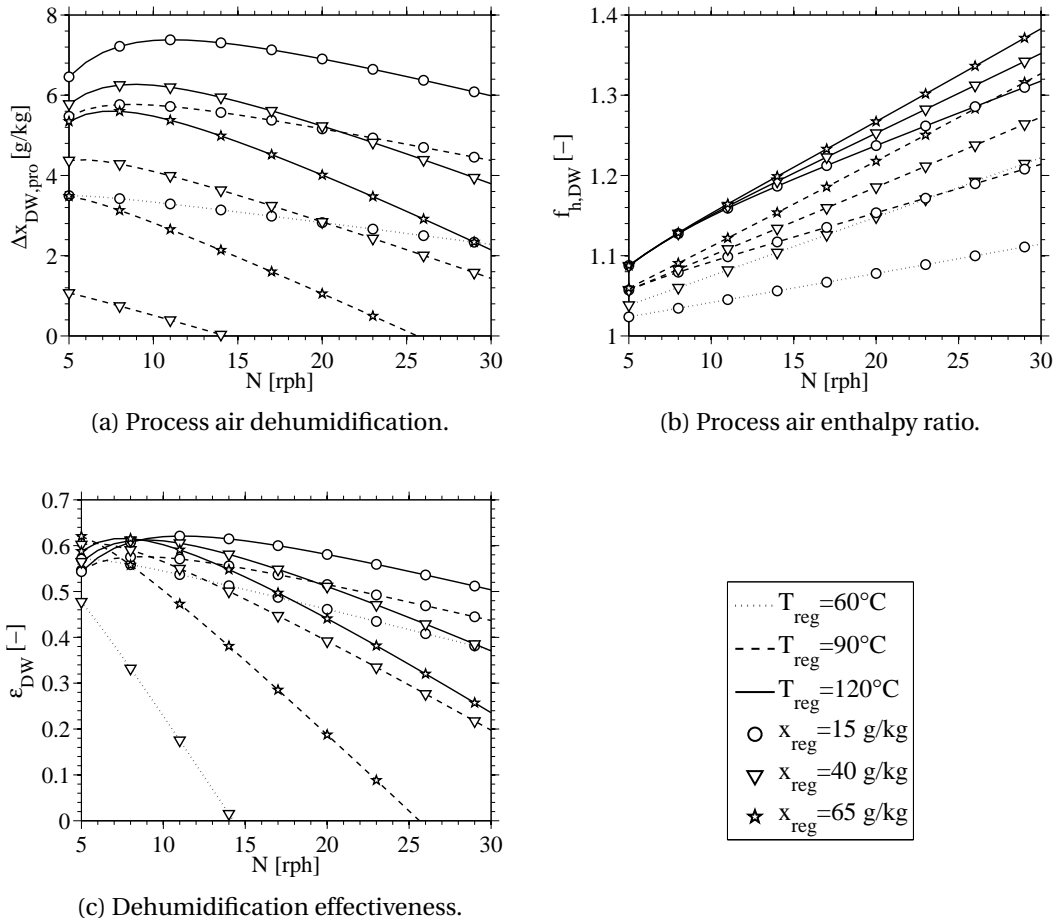 8
6
4
2
0
Δx_DW,pro [g/kg]
5 10 15 20 25 30
N [rph]
(a) Process air dehumidification.
1.4
1.3
1.2
1.1
1
f_h,DW [−]
5 10 15 20 25 30
N [rph]
(b) Process air enthalpy ratio.
0.7
0.6
0.5
0.4
0.3
0.2
0.1
0
ε_DW [−]
5 10 15 20 25 30
N [rph]
(c) Dehumidification effectiveness.
T_reg=60°C
T_reg=90°C
T_reg=120°C
x_reg=15 g/kg
x_reg=40 g/kg
x_reg=65 g/kg